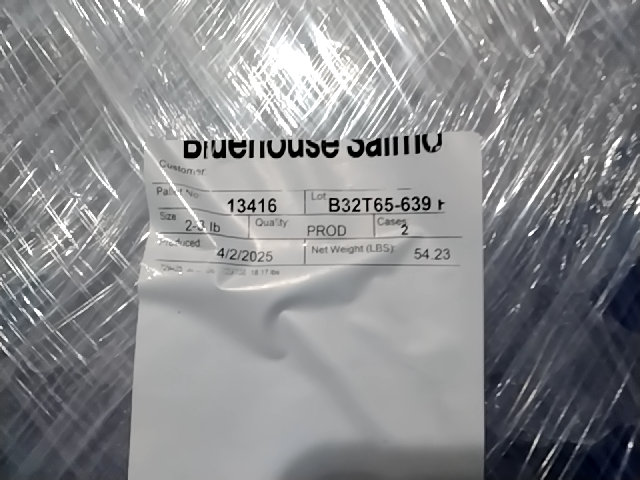 Bluehouse Salmo
Customer
Pallet No Lot
13416 B32T65-639 H
Size Quality Cases
2-3 lb PROD 2
Produced Net Weight (LBS):
4/2/2025 54.23